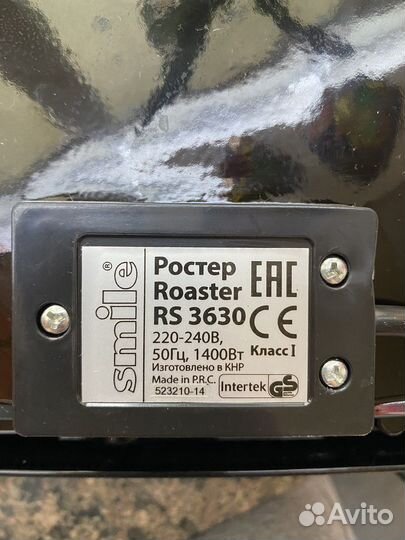 smile®
Ростер
Roaster
RS 3630
220-240В,
50Гц, 1400Вт
Изготовлено в КНР
Made in P.R.C.
523210-14
EAC
CE
Класс I
Intertek
GS
Avito